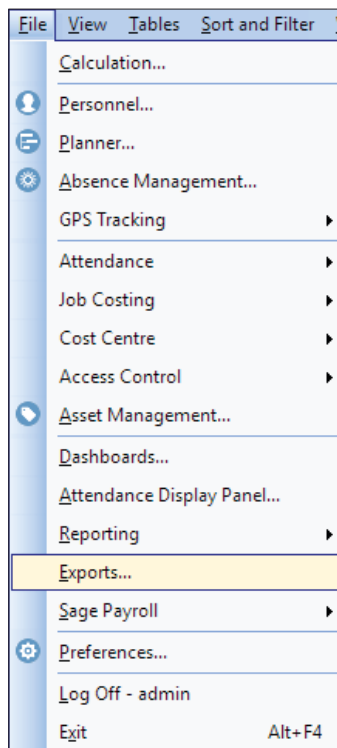 File View Tables Sort and Filter
Calculation...
Personnel...
Planner...
Absence Management...
GPS Tracking
Attendance
Job Costing
Cost Centre
Access Control
Asset Management...
Dashboards...
Attendance Display Panel...
Reporting
Exports...
Sage Payroll
Preferences...
Log Off - admin
Exit Alt+F4